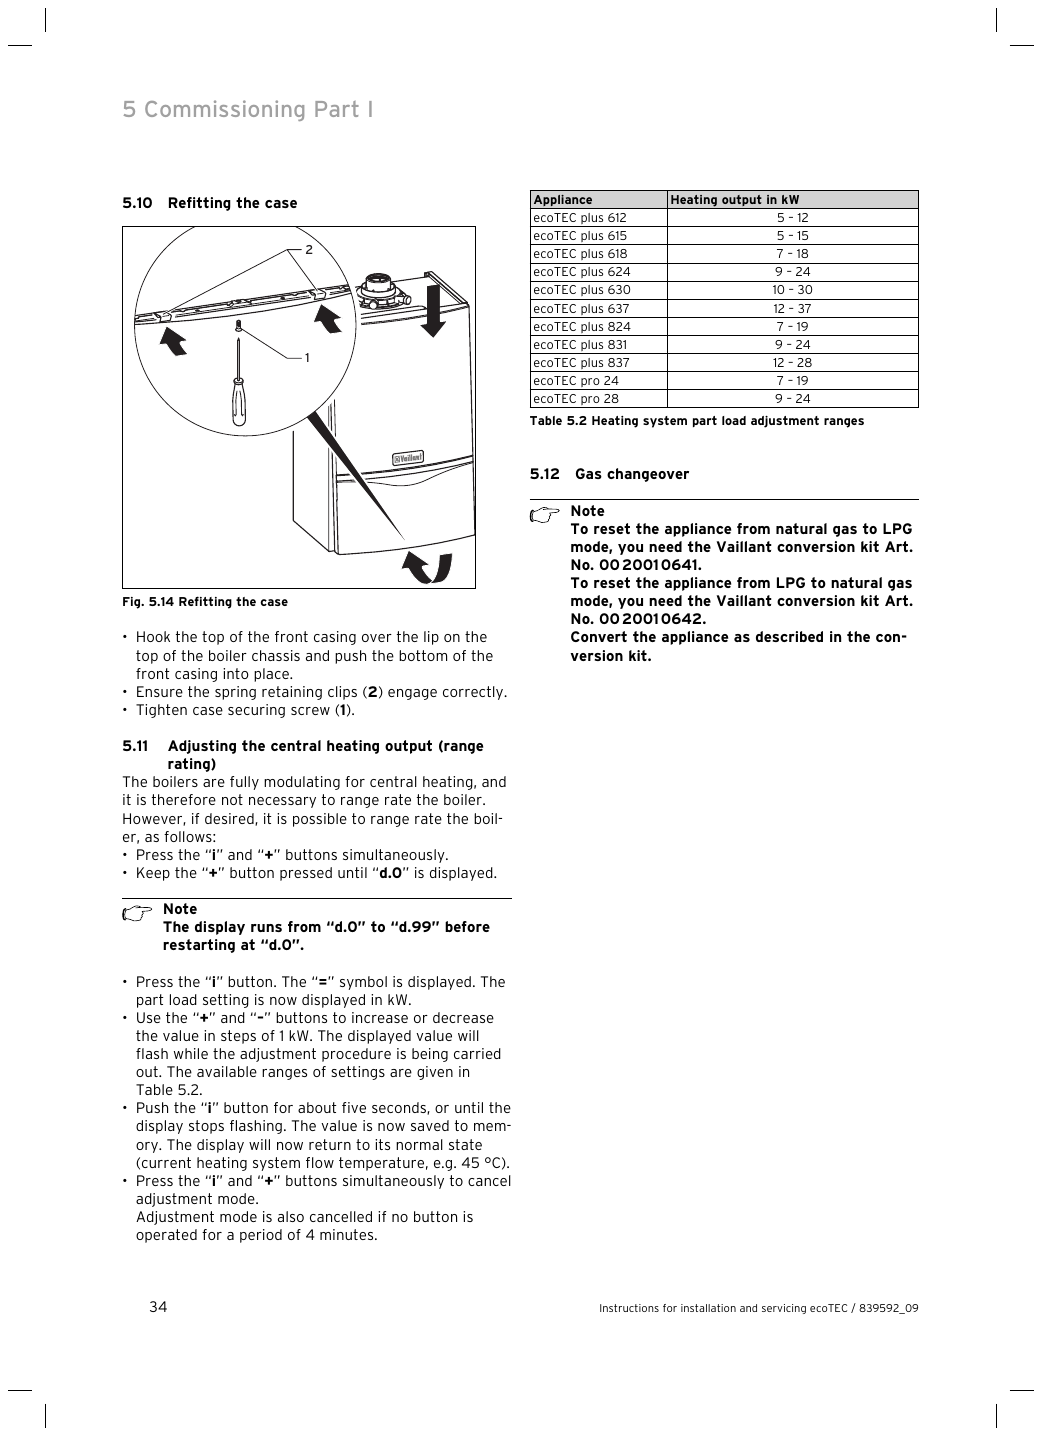 5 Commissioning Part I
5.10 Refitting the case
2
1
Vaillant
Fig. 5.14 Refitting the case
• Hook the top of the front casing over the lip on the
top of the boiler chassis and push the bottom of the
front casing into place.
• Ensure the spring retaining clips (2) engage correctly.
• Tighten case securing screw (1).
5.11 Adjusting the central heating output (range
rating)
The boilers are fully modulating for central heating, and
it is therefore not necessary to range rate the boiler.
However, if desired, it is possible to range rate the boil-
er, as follows:
• Press the “i” and “+” buttons simultaneously.
• Keep the “+” button pressed until “d.0” is displayed.
Note
The display runs from “d.0” to “d.99” before
restarting at “d.0”.
• Press the “i” button. The “=” symbol is displayed. The
part load setting is now displayed in kW.
• Use the “+” and “–” buttons to increase or decrease
the value in steps of 1 kW. The displayed value will
flash while the adjustment procedure is being carried
out. The available ranges of settings are given in
Table 5.2.
• Push the “i” button for about five seconds, or until the
display stops flashing. The value is now saved to mem-
ory. The display will now return to its normal state
(current heating system flow temperature, e.g. 45 °C).
• Press the “i” and “+” buttons simultaneously to cancel
adjustment mode.
Adjustment mode is also cancelled if no button is
operated for a period of 4 minutes.
Appliance Heating output in kW
ecoTEC plus 612 5 – 12
ecoTEC plus 615 5 – 15
ecoTEC plus 618 7 – 18
ecoTEC plus 624 9 – 24
ecoTEC plus 630 10 – 30
ecoTEC plus 637 12 – 37
ecoTEC plus 824 7 – 19
ecoTEC plus 831 9 – 24
ecoTEC plus 837 12 – 28
ecoTEC pro 24 7 – 19
ecoTEC pro 28 9 – 24
Table 5.2 Heating system part load adjustment ranges
5.12 Gas changeover
Note
To reset the appliance from natural gas to LPG
mode, you need the Vaillant conversion kit Art.
No. 00 2001 0641.
To reset the appliance from LPG to natural gas
mode, you need the Vaillant conversion kit Art.
No. 00 2001 0642.
Convert the appliance as described in the con-
version kit.
34
Instructions for installation and servicing ecoTEC / 839592_09